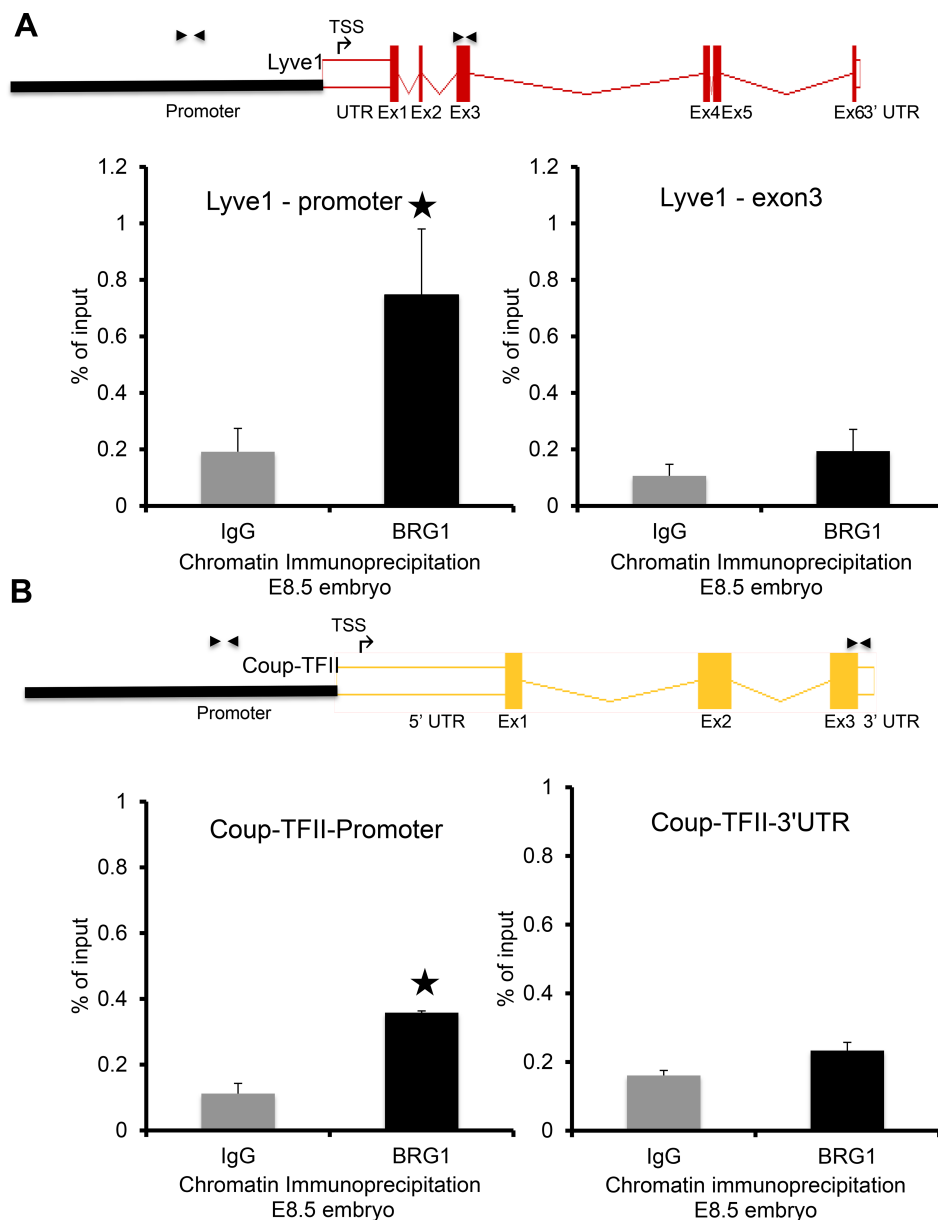 A
TSS
Lyve1
Promoter
UTR Ex1 Ex2 Ex3 Ex4 Ex5 Ex6 3' UTR
Lyve1 - promoter
% of input
1.2
1
0.8
0.6
0.4
0.2
0
IgG BRG1
Chromatin Immunoprecipitation
E8.5 embryo
Lyve1 - exon3
% of input
1.2
1
0.8
0.6
0.4
0.2
0
IgG BRG1
Chromatin Immunoprecipitation
E8.5 embryo
B
TSS
Coup-TFII
Promoter
5' UTR Ex1 Ex2 Ex3 3' UTR
Coup-TFII-Promoter
% of input
1
0.8
0.6
0.4
0.2
0
IgG BRG1
Chromatin Immunoprecipitation
E8.5 embryo
Coup-TFII-3'UTR
% of input
1
0.8
0.6
0.4
0.2
0
IgG BRG1
Chromatin immunoprecipitation
E8.5 embryo